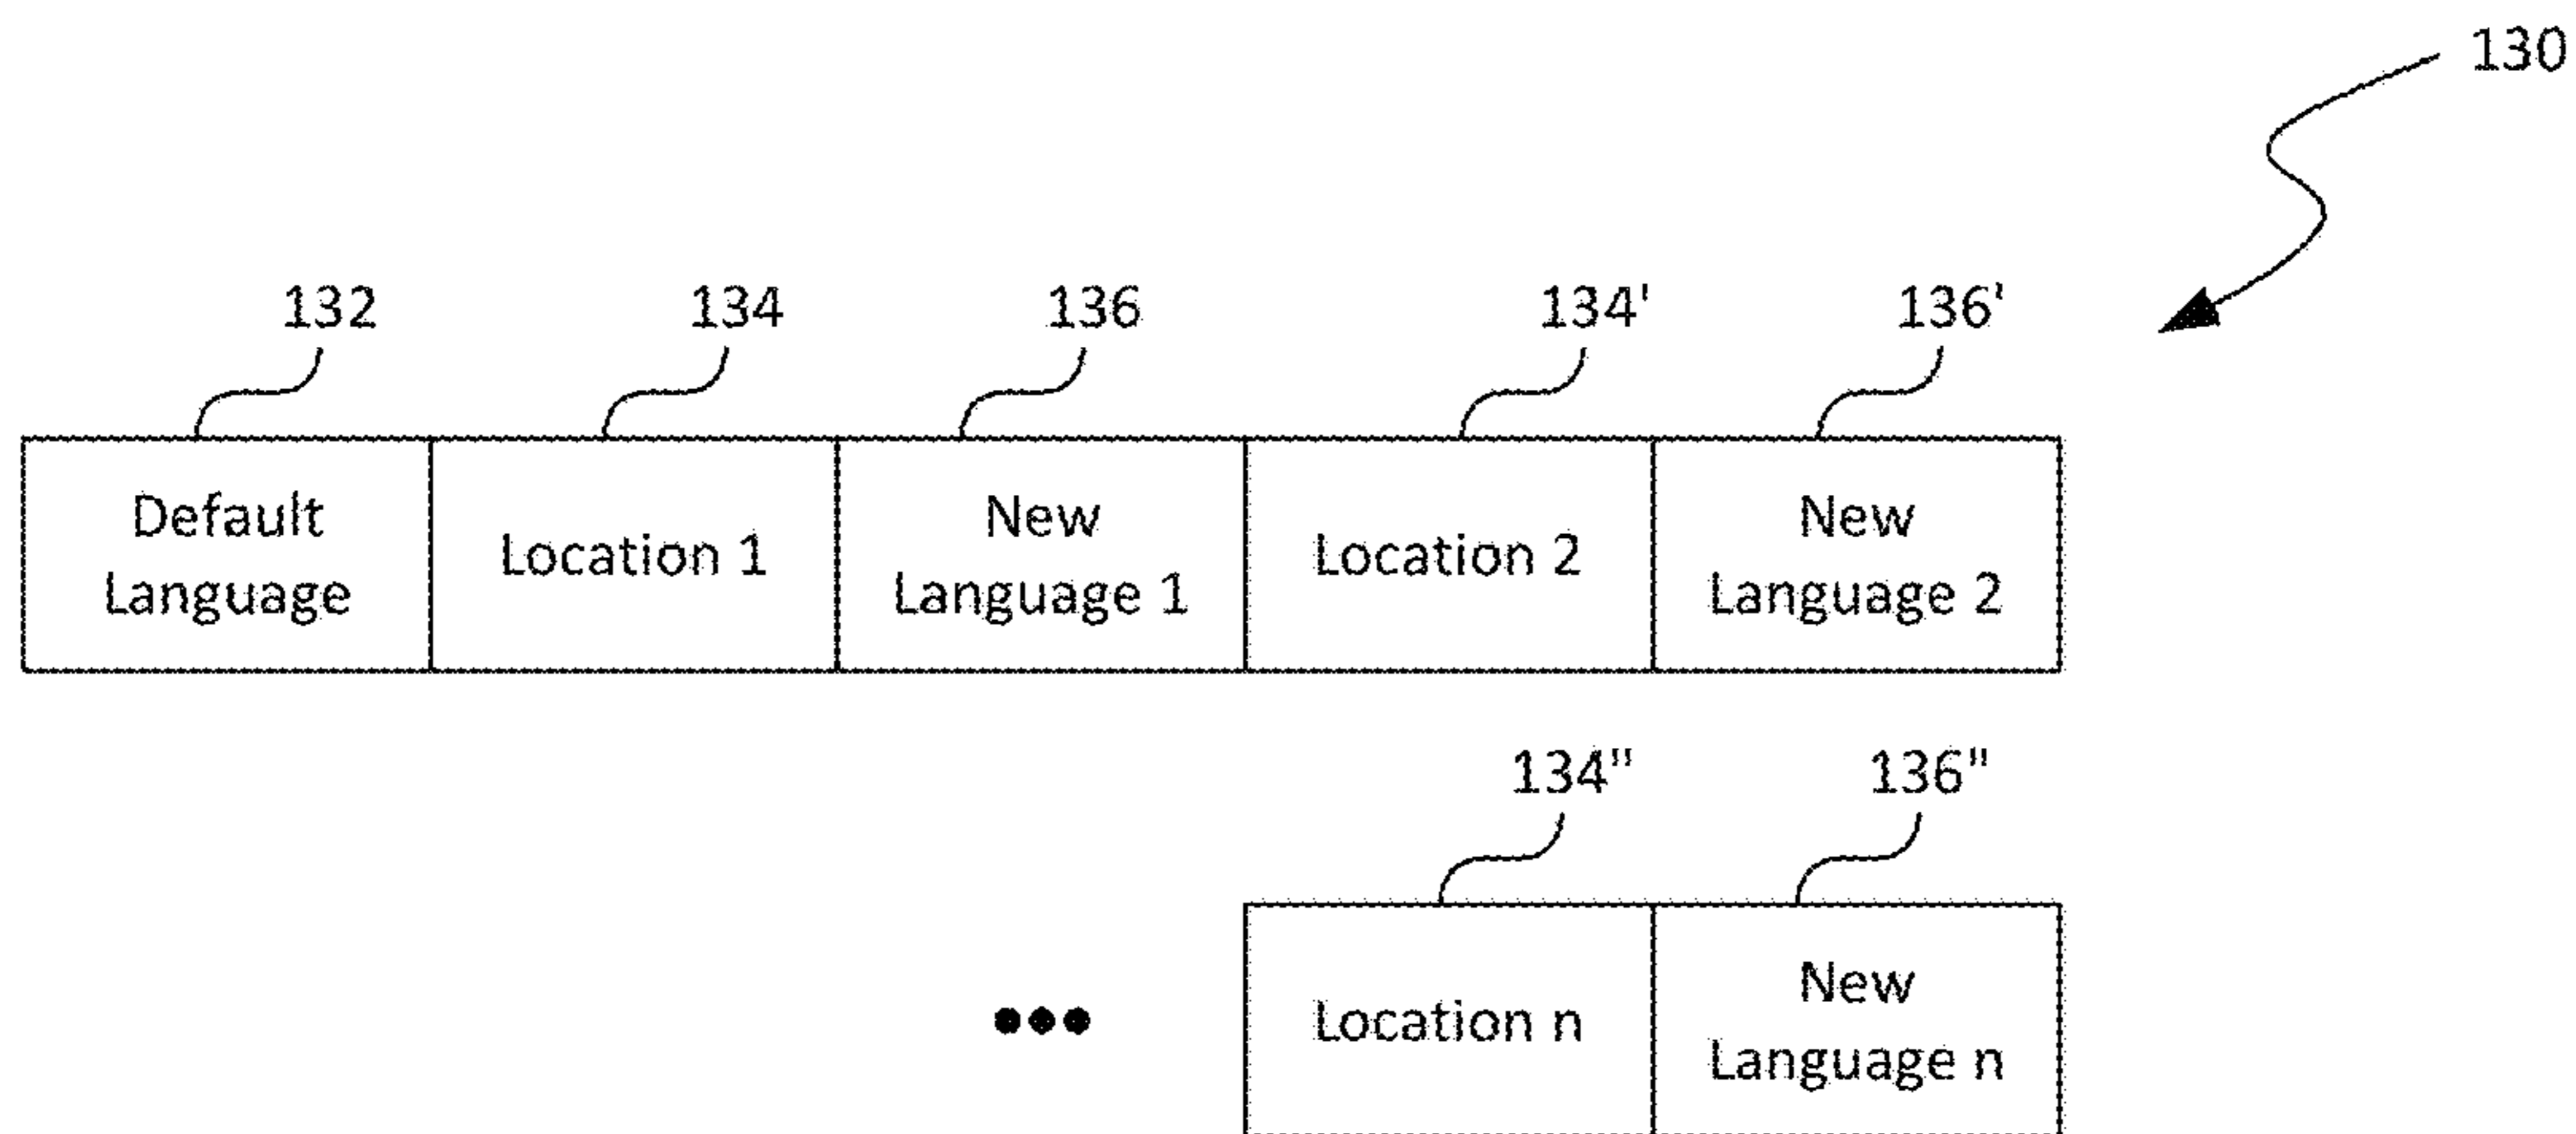 130
132 134 136 134' 136'
Default
Language
Location 1
New
Language 1
Location 2
New
Language 2
134" 136"
Location n
New
Language n